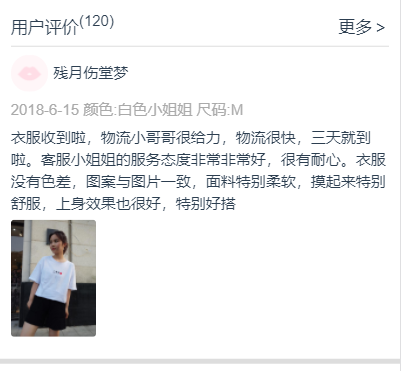 用户评价(120)
更多 >
残月伤堂梦
2018-6-15 颜色:白色小姐姐 尺码:M
衣服收到啦，物流小哥哥很给力，物流很快，三天就到
啦。客服小姐姐的服务态度非常非常好，很有耐心。衣服
没有色差，图案与图片一致，面料特别柔软，摸起来特别
舒服，上身效果也很好，特别好搭